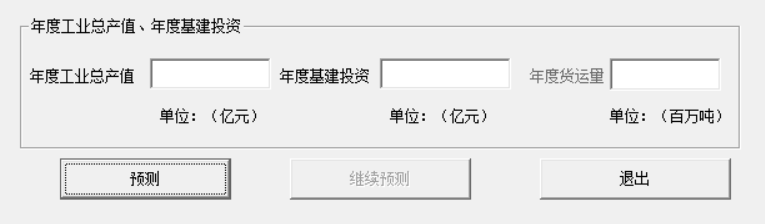 年度工业总产值、年度基建投资
年度工业总产值 年度基建投资 年度货运量
单位：（亿元） 单位：（亿元） 单位：（百万吨）
预测 继续预测 退出